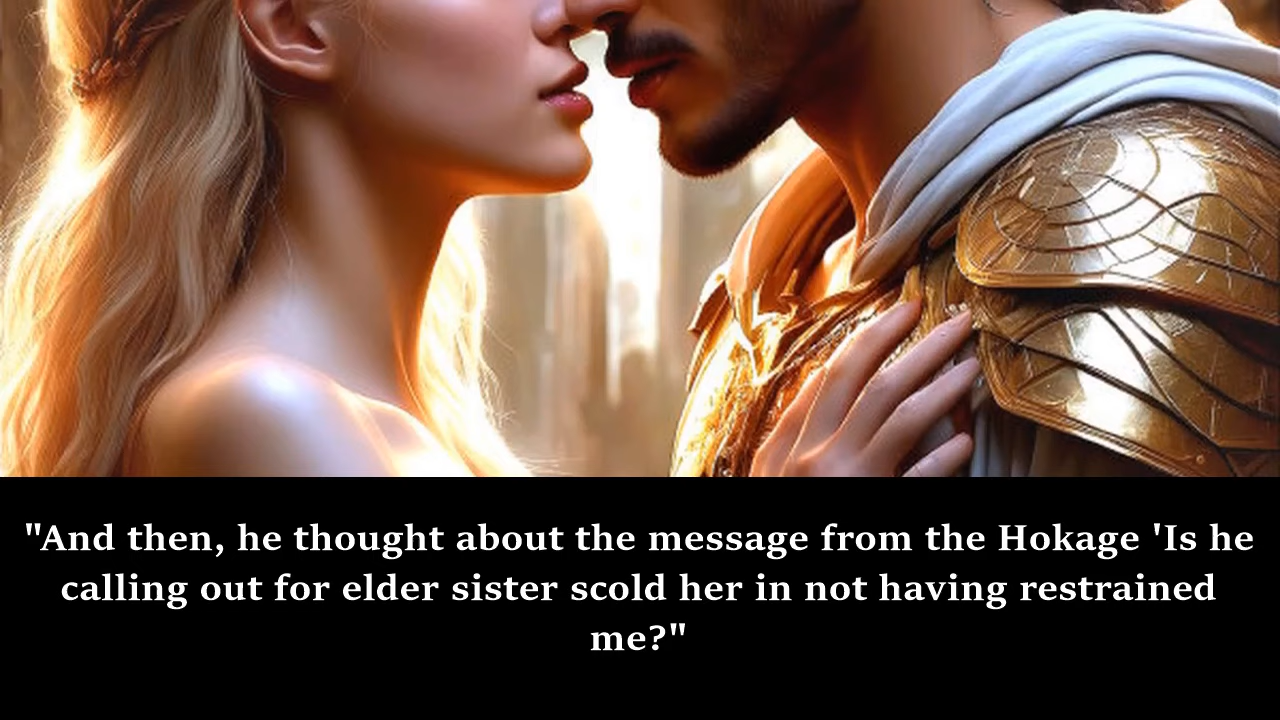 "And then, he thought about the message from the Hokage 'Is he
calling out for elder sister scold her in not having restrained
me?"